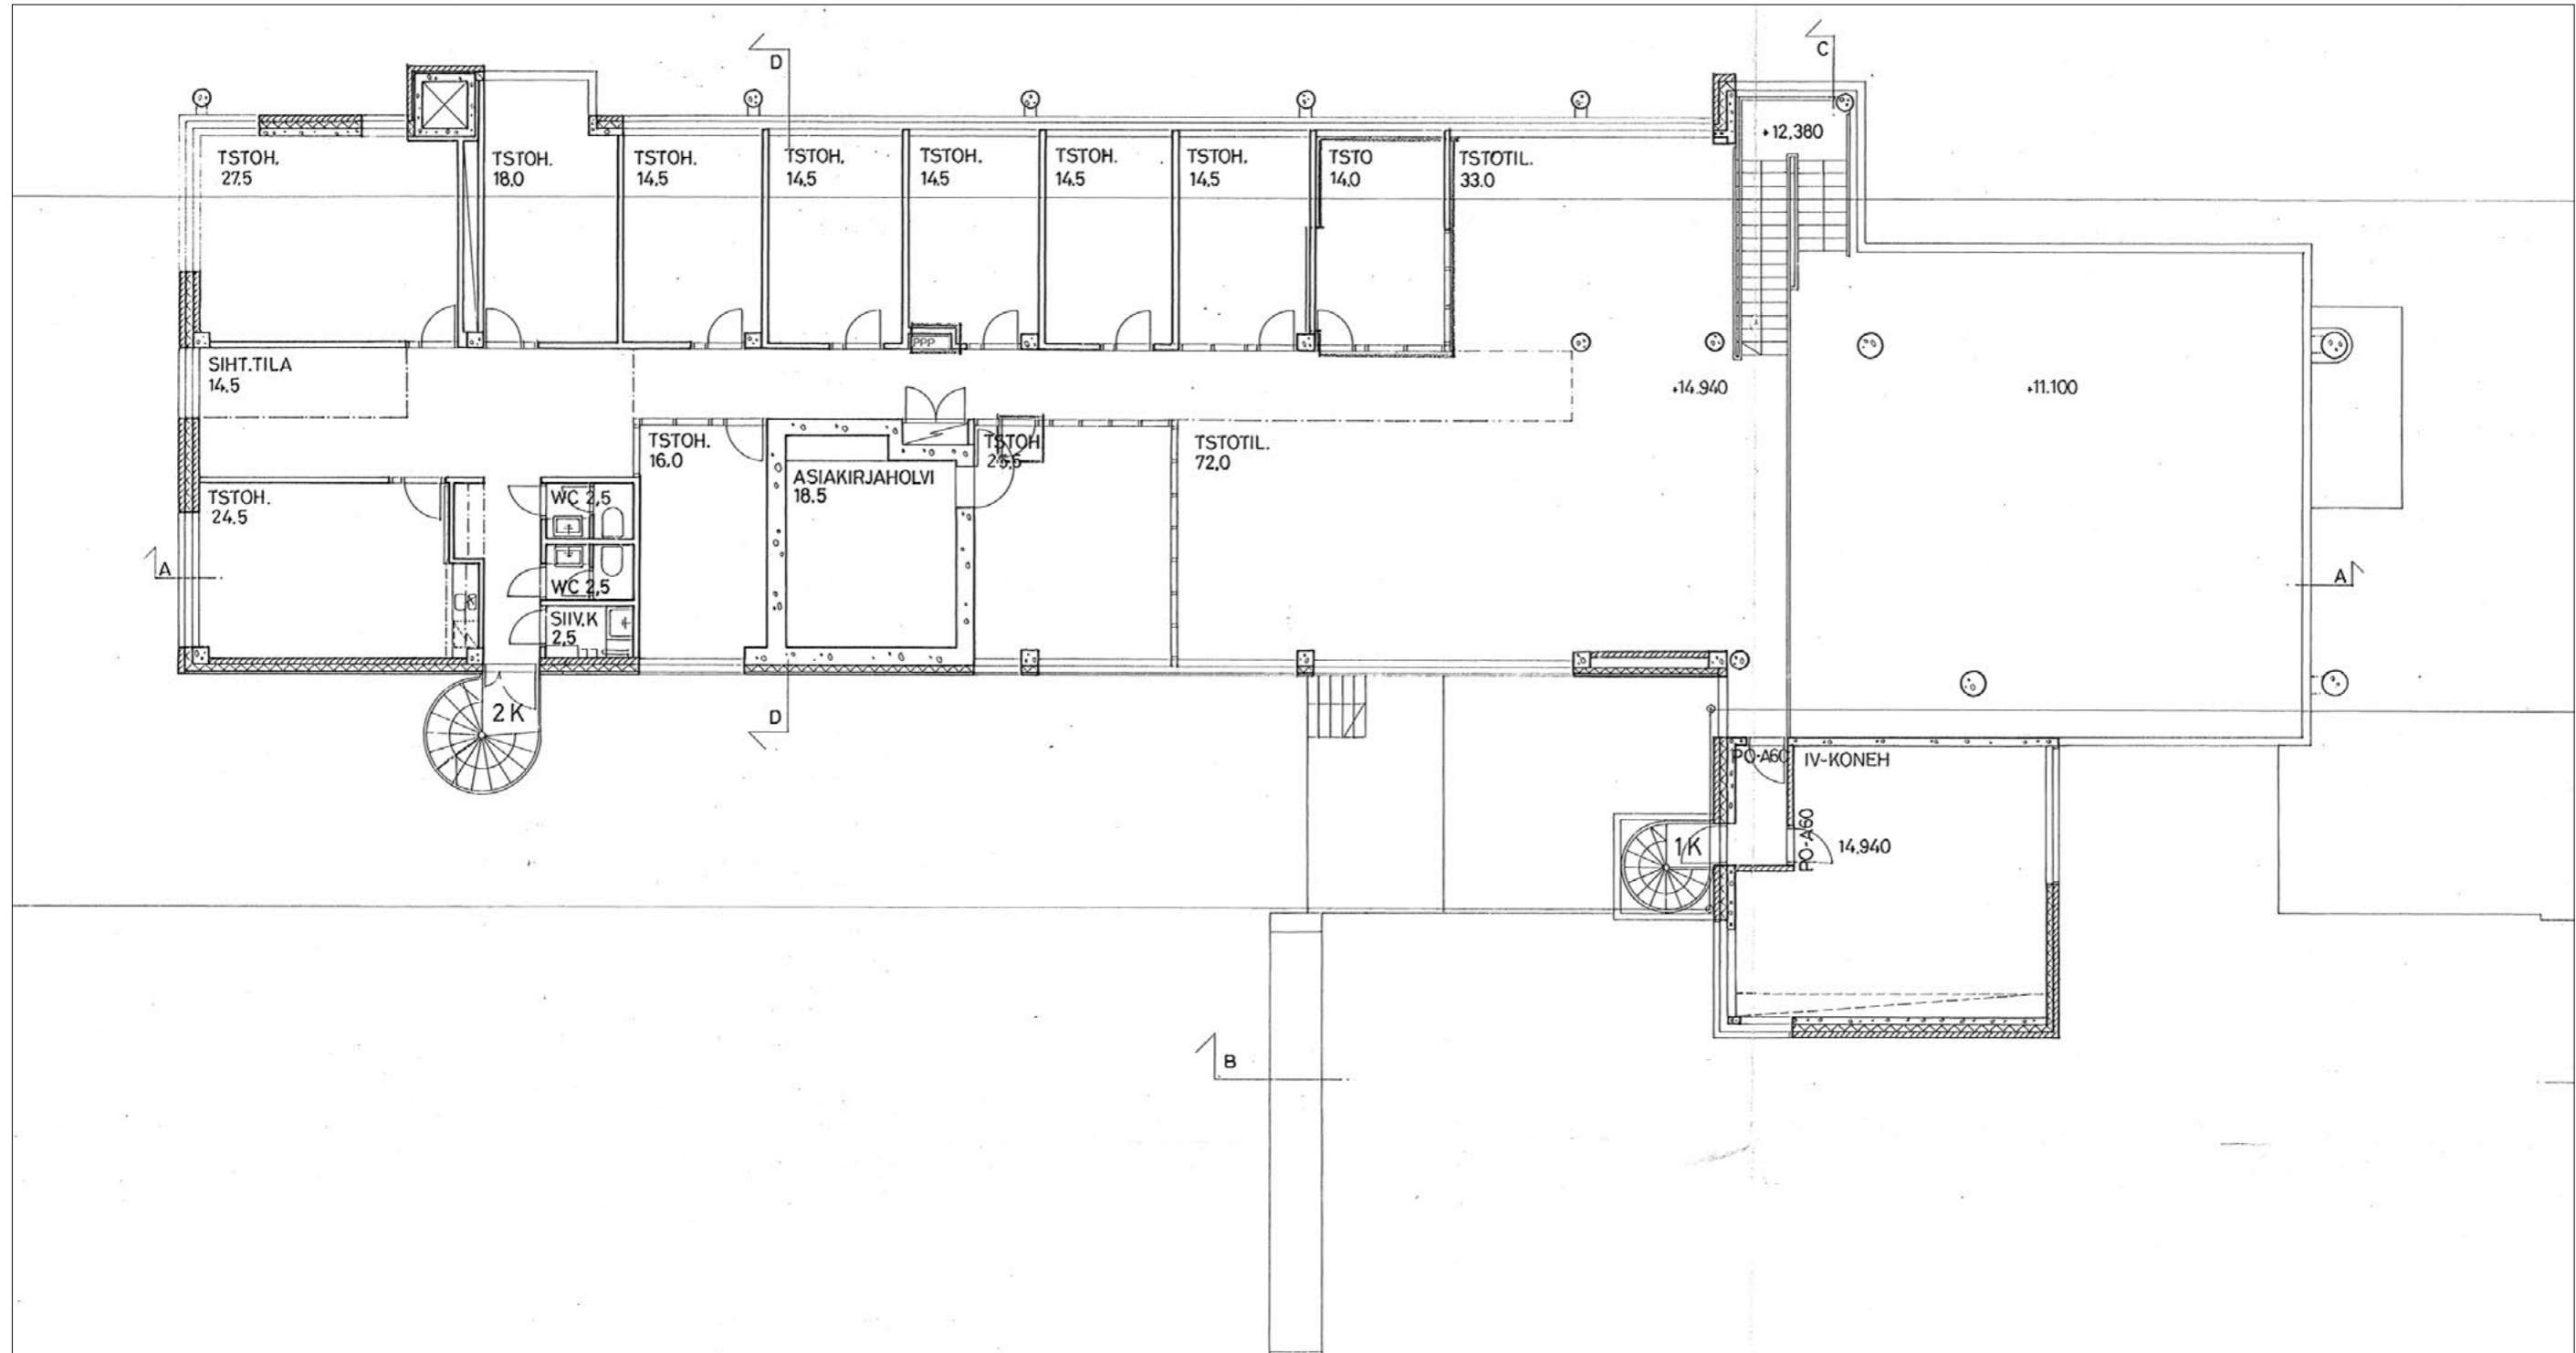 D
C
+12.380
TSTOH.
27.5
TSTOH.
18.0
TSTOH.
14.5
TSTOH.
14.5
TSTOH.
14.5
TSTOH.
14.5
TSTOH.
14.5
TSTO
14.0
TSTOTIL.
33.0
PPP
SIHT.TILA
14.5
+14.940
+11.100
TSTOH.
16.0
ASIAKIRJAHOLVI
18.5
TSTOH.
TSTOTIL.
72.0
TSTOH.
24.5
WC 2,5
WC 2,5
SIIV.K
2.5
A
A
2K
D
PO-A60
IV-KONEH
PO-A60
1K
14.940
B